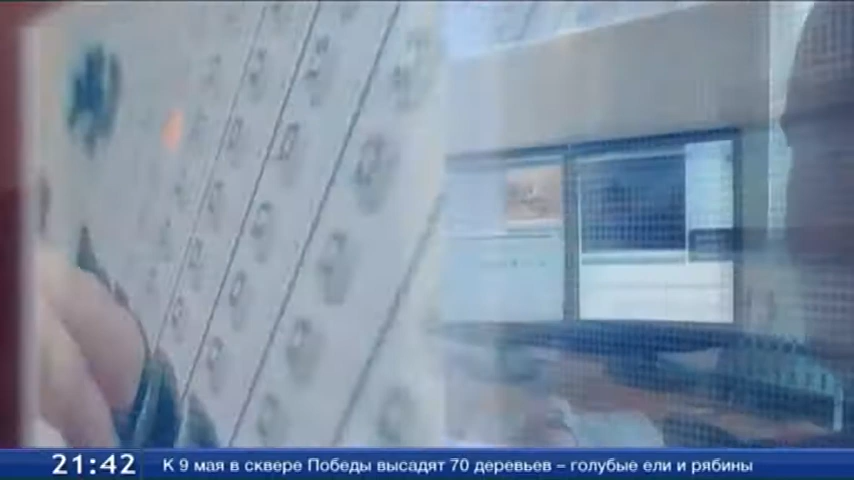 21:42
К 9 мая в сквере Победы высадят 70 деревьев – голубые ели и рябины